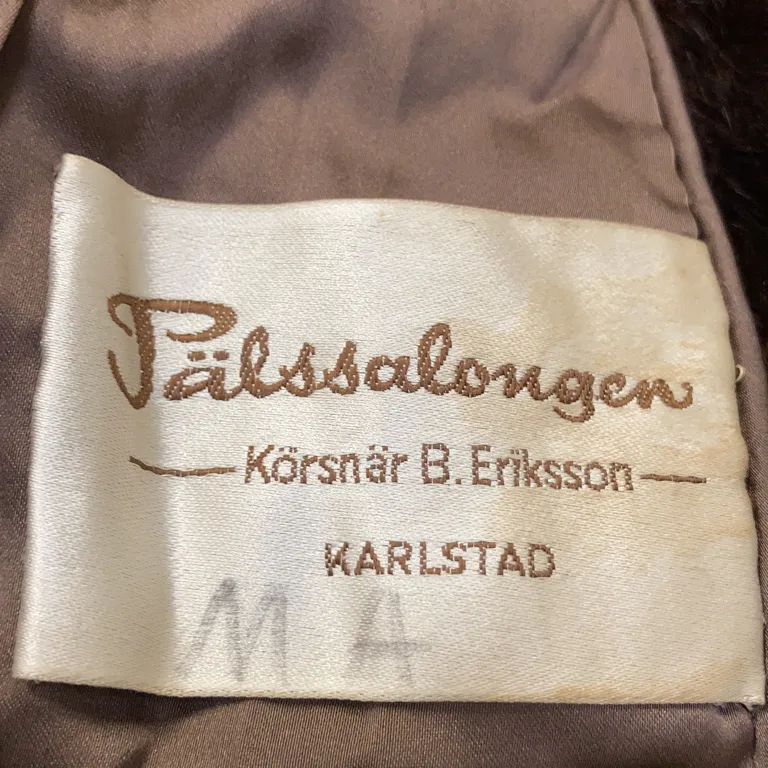 Pälssalongen
Körsnär B. Eriksson
KARLSTAD
M A